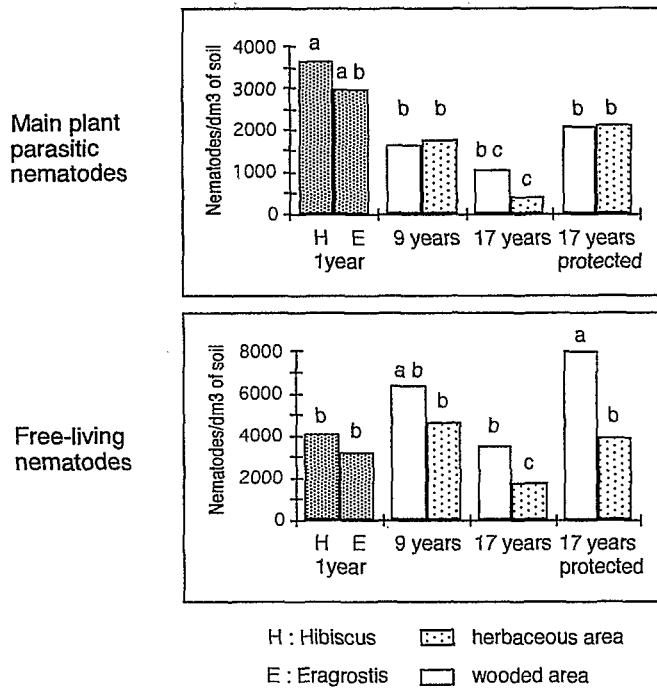 Main plant
parasitic
nematodes
Nematodes/dm3 of soil
4000
3000
2000
1000
0
a
a b
b b
b c
c
b b
H E
1year
9 years
17 years
17 years
protected
Free-living
nematodes
Nematodes/dm3 of soil
8000
6000
4000
2000
0
b
b
a b
b
b
c
a
b
H E
1year
9 years
17 years
17 years
protected
H : Hibiscus
herbaceous area
E : Eragrostis
wooded area